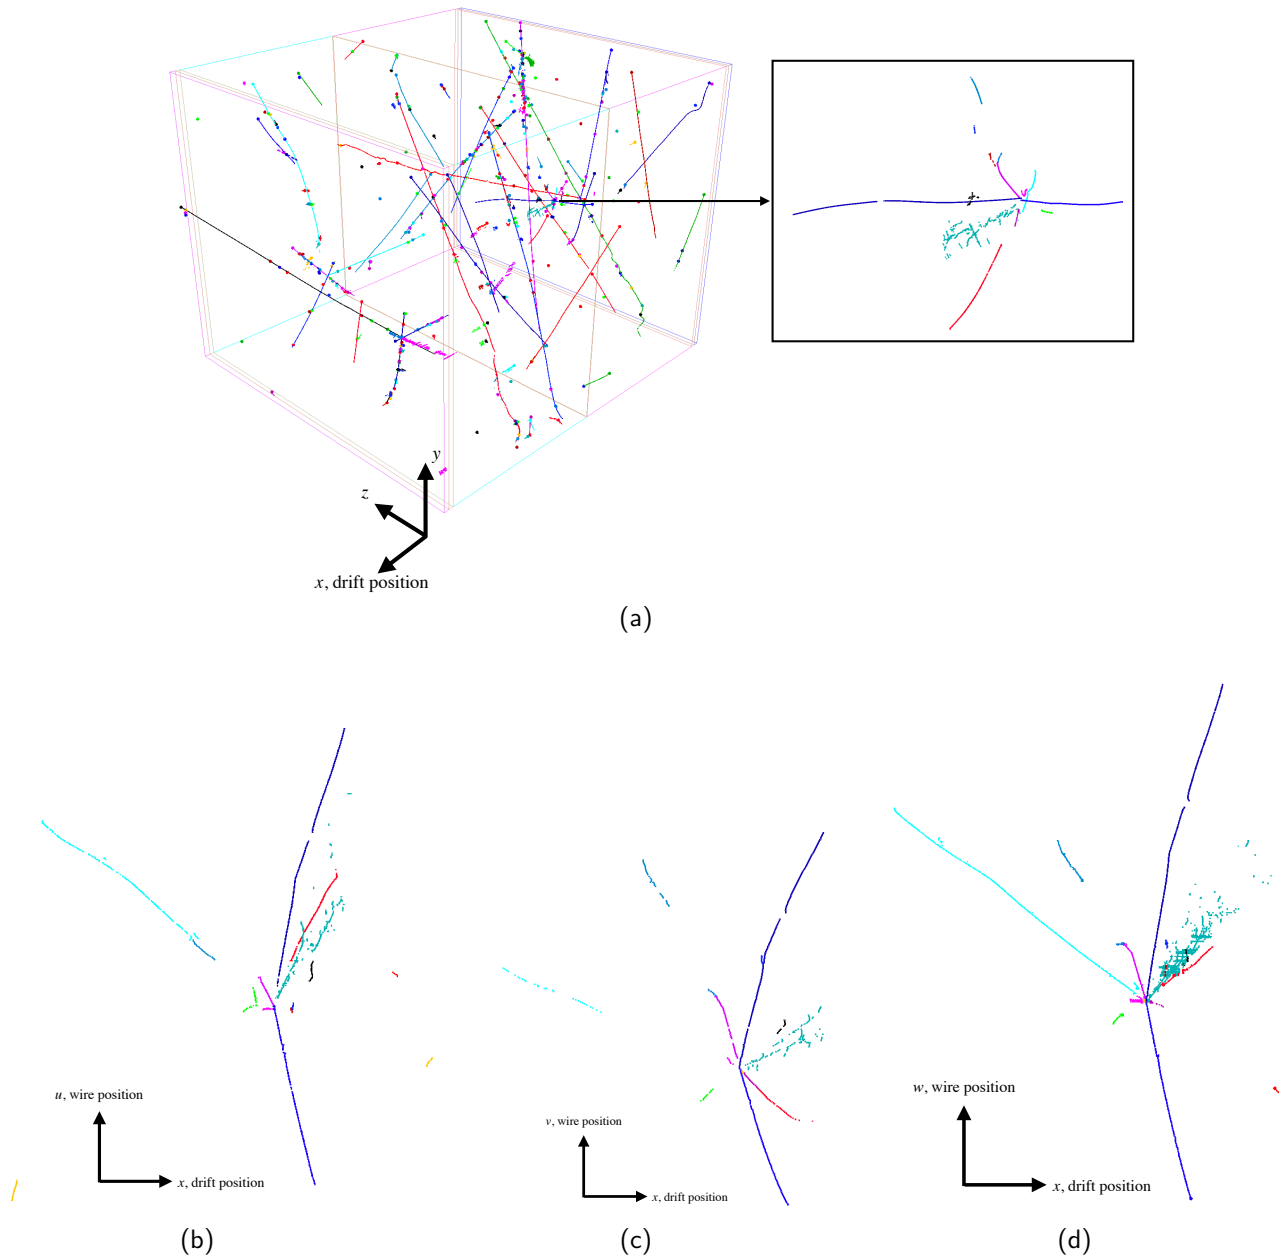 y
z
x, drift position
(a)
u, wire position
x, drift position
(b)
v, wire position
x, drift position
(c)
w, wire position
x, drift position
(d)